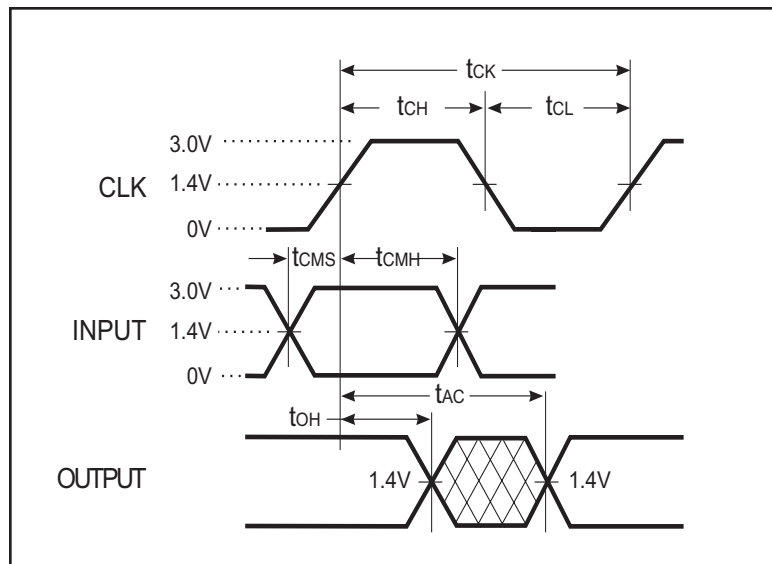 tCK
tCH tCL
3.0V
CLK 1.4V
0V
tCMS tCMH
3.0V
INPUT 1.4V
0V
tAC
tOH
OUTPUT 1.4V 1.4V